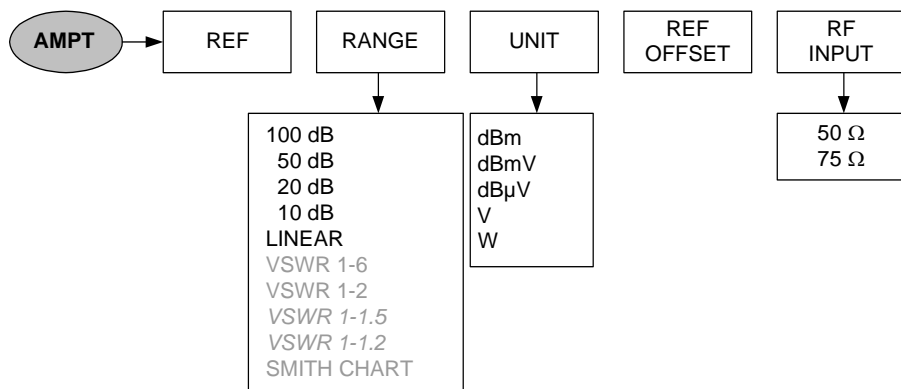 AMPT
REF
RANGE
UNIT
REF
OFFSET
RF
INPUT
100 dB
50 dB
20 dB
10 dB
LINEAR
VSWR 1-6
VSWR 1-2
VSWR 1-1.5
VSWR 1-1.2
SMITH CHART
dBm
dBmV
dBµV
V
W
50 Ω
75 Ω